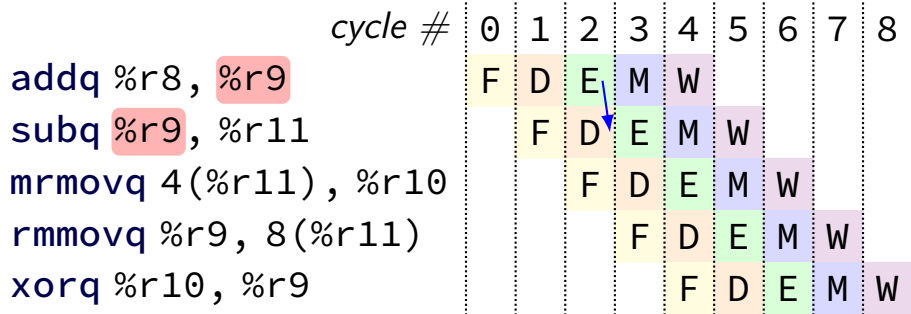 cycle # 0 1 2 3 4 5 6 7 8
addq %r8, %r9 F D E M W
subq %r9, %r11 F D E M W
mrmovq 4(%r11), %r10 F D E M W
rmmovq %r9, 8(%r11) F D E M W
xorq %r10, %r9 F D E M W